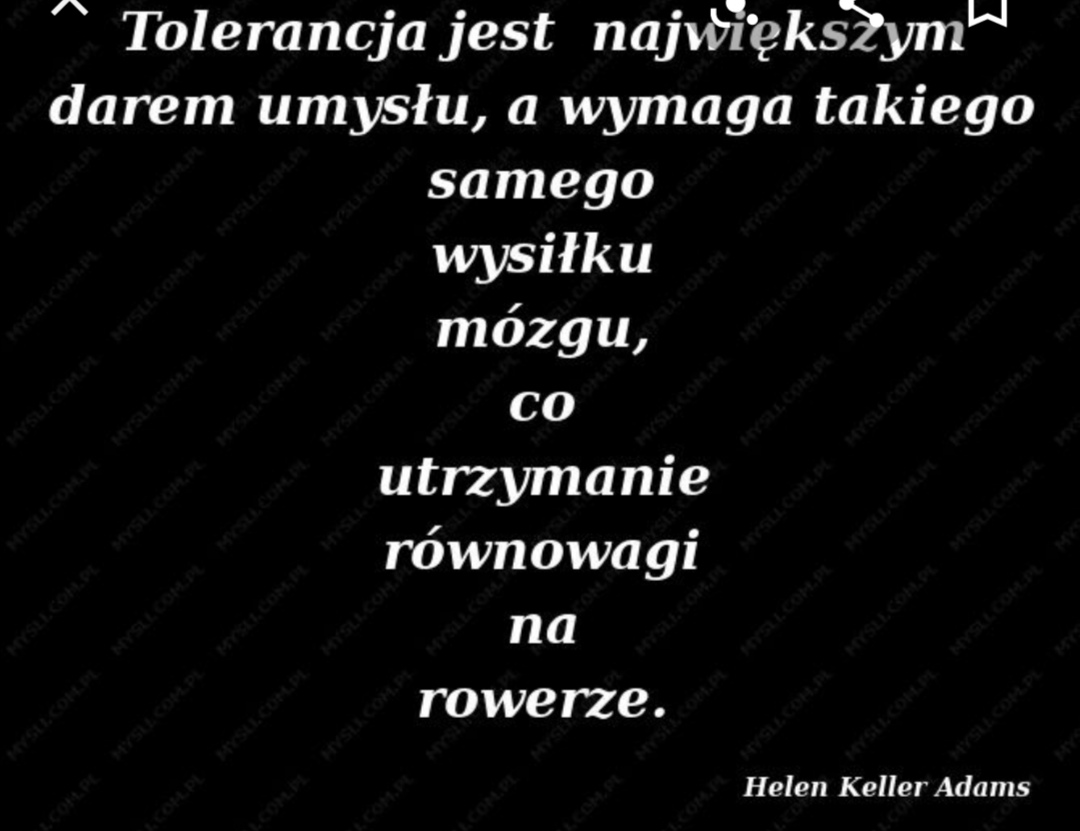 Tolerancja jest największym
darem umysłu, a wymaga takiego
samego
wysiłku
mózgu,
co
utrzymanie
równowagi
na
rowerze.
Helen Keller Adams